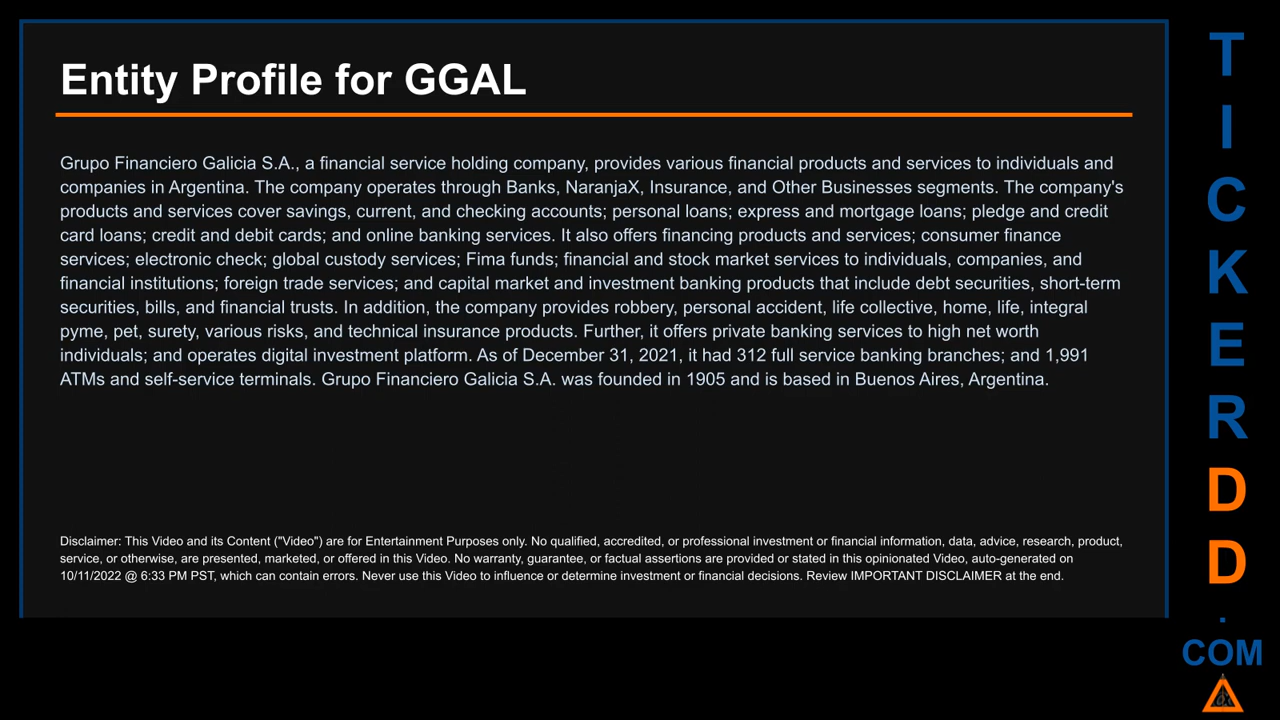 Entity Profile for GGAL
Grupo Financiero Galicia S.A., a financial service holding company, provides various financial products and services to individuals and
companies in Argentina. The company operates through Banks, NaranjaX, Insurance, and Other Businesses segments. The company's
products and services cover savings, current, and checking accounts; personal loans; express and mortgage loans; pledge and credit
card loans; credit and debit cards; and online banking services. It also offers financing products and services; consumer finance
services; electronic check; global custody services; Fima funds; financial and stock market services to individuals, companies, and
financial institutions; foreign trade services; and capital market and investment banking products that include debt securities, short-term
securities, bills, and financial trusts. In addition, the company provides robbery, personal accident, life collective, home, life, integral
pyme, pet, surety, various risks, and technical insurance products. Further, it offers private banking services to high net worth
individuals; and operates digital investment platform. As of December 31, 2021, it had 312 full service banking branches; and 1,991
ATMs and self-service terminals. Grupo Financiero Galicia S.A. was founded in 1905 and is based in Buenos Aires, Argentina.
Disclaimer: This Video and its Content ("Video") are for Entertainment Purposes only. No qualified, accredited, or professional investment or financial information, data, advice, research, product,
service, or otherwise, are presented, marketed, or offered in this Video. No warranty, guarantee, or factual assertions are provided or stated in this opinionated Video, auto-generated on
10/11/2022 @ 6:33 PM PST, which can contain errors. Never use this Video to influence or determine investment or financial decisions. Review IMPORTANT DISCLAIMER at the end.
T
I
C
K
E
R
D
D
.
COM